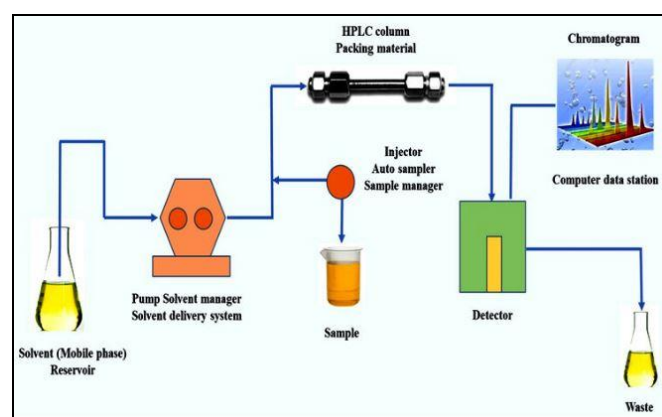 HPLC column
Packing material
Chromatogram
Injector
Auto sampler
Sample manager
Computer data station
Pump Solvent manager
Solvent delivery system
Sample
Detector
Solvent (Mobile phase)
Reservoir
Waste